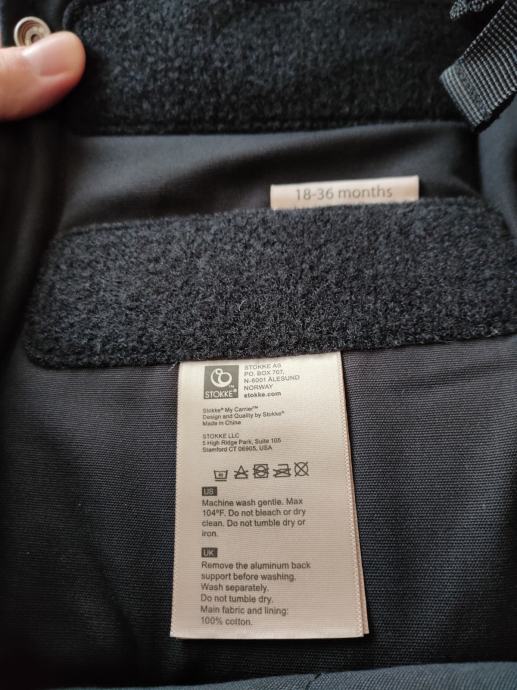 18-36 months
STOKKE AS
P.O. BOX 707,
N-6001 ÅLESUND
NORWAY
stokke.com
STOKKE®
Stokke® My Carrier™
Design and Quality by Stokke®
Made in China
STOKKE LLC
5 High Ridge Park, Suite 105
Stamford CT 06905, USA
US
Machine wash gentle. Max
104ºF. Do not bleach or dry
clean. Do not tumble dry or
iron.
UK
Remove the aluminum back
support before washing.
Wash separately.
Do not tumble dry.
Main fabric and lining:
100% cotton.